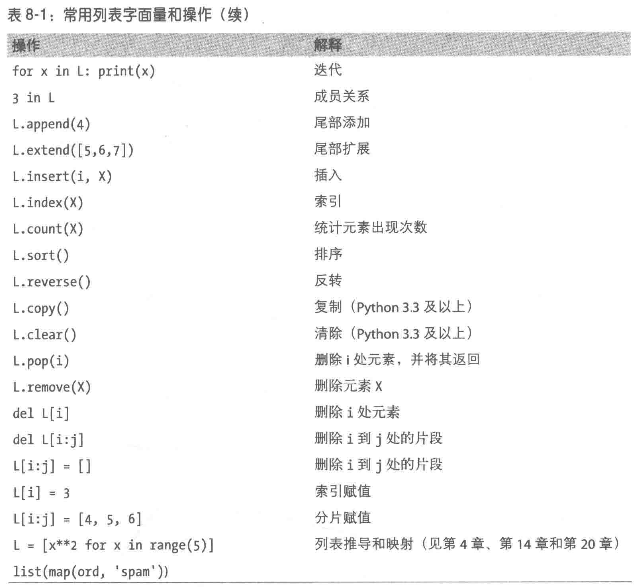 表 8-1：常用列表字面量和操作（续）
操作 解释
for x in L: print(x) 迭代
3 in L 成员关系
L.append(4) 尾部添加
L.extend([5,6,7]) 尾部扩展
L.insert(i, X) 插入
L.index(X) 索引
L.count(X) 统计元素出现次数
L.sort() 排序
L.reverse() 反转
L.copy() 复制（Python 3.3 及以上）
L.clear() 清除（Python 3.3 及以上）
L.pop(i) 删除 i 处元素，并将其返回
L.remove(X) 删除元素 X
del L[i] 删除 i 处元素
del L[i:j] 删除 i 到 j 处的片段
L[i:j] = [] 删除 i 到 j 处的片段
L[i] = 3 索引赋值
L[i:j] = [4, 5, 6] 分片赋值
L = [x**2 for x in range(5)] 列表推导和映射（见第 4 章、第 14 章和第 20 章）
list(map(ord, 'spam'))